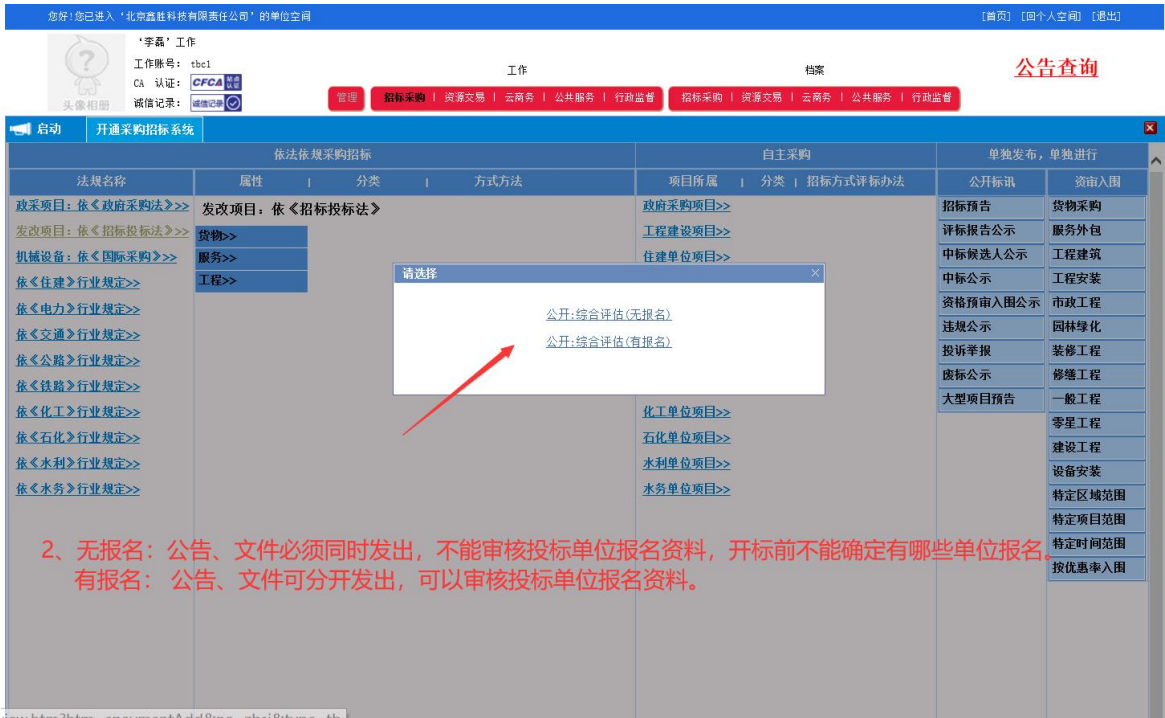 您好!您已进入‘北京鑫胜科技有限责任公司’的单位空间
[首页] [回个人空间] [退出]
‘李磊’工作
工作账号: tbc1
CA 认证: CFCA 站点认证
诚信记录: 诚信记录
头像相册
工作
档案
公告查询
管理
招标采购 | 资源交易 | 云商务 | 公共服务 | 行政监督
招标采购 | 资源交易 | 云商务 | 公共服务 | 行政监督
启动 开通采购招标系统
依法依规采购招标 自主采购 单独发布,单独进行
法规名称 属性 | 分类 | 方式方法 项目所属 | 分类 | 招标方式评标办法 公开标讯 资审入围
政采项目:依《政府采购法》>>
发改项目:依《招标投标法》>>
机械设备:依《国际采购》>>
依《住建》行业规定>>
依《电力》行业规定>>
依《交通》行业规定>>
依《公路》行业规定>>
依《铁路》行业规定>>
依《化工》行业规定>>
依《石化》行业规定>>
依《水利》行业规定>>
依《水务》行业规定>>
发改项目:依《招标投标法》
货物>>
服务>>
工程>>
请选择
公开:综合评估(无报名)
公开:综合评估(有报名)
政府采购项目>>
工程建设项目>>
住建单位项目>>
化工单位项目>>
石化单位项目>>
水利单位项目>>
水务单位项目>>
招标预告
评标报告公示
中标候选人公示
中标公示
资格预审入围公示
违规公示
投诉举报
废标公示
大型项目预告
货物采购
服务外包
工程建筑
工程安装
市政工程
园林绿化
装修工程
修缮工程
一般工程
零星工程
建设工程
设备安装
特定区域范围
特定项目范围
特定时间范围
按优惠率入围
2、无报名:公告、文件必须同时发出,不能审核投标单位报名资料,开标前不能确定有哪些单位报名。
有报名: 公告、文件可分开发出,可以审核投标单位报名资料。